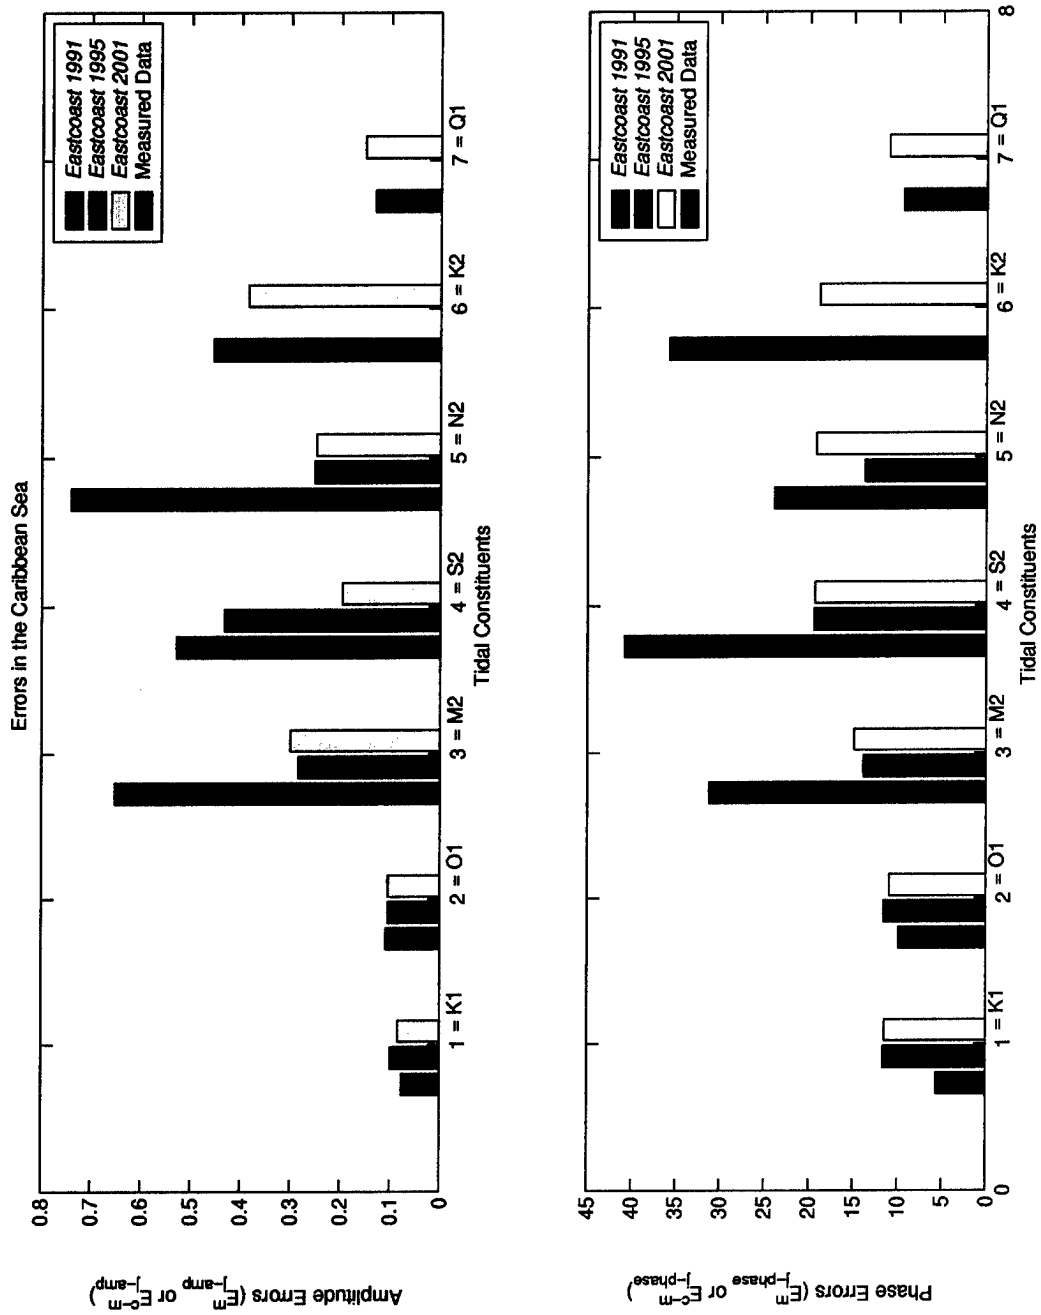 Errors in the Caribbean Sea
Eastcoast 1991
Eastcoast 1995
Eastcoast 2001
Measured Data
Amplitude Errors (E^m_{j-amp} or E^{c-m}_{j-amp})
0.8
0.7
0.6
0.5
0.4
0.3
0.2
0.1
0
1 = K1 2 = O1 3 = M2 4 = S2 5 = N2 6 = K2 7 = Q1
Tidal Constituents
Eastcoast 1991
Eastcoast 1995
Eastcoast 2001
Measured Data
Phase Errors (E^m_{j-phase} or E^{c-m}_{j-phase})
45
40
35
30
25
20
15
10
5
0
0 1 = K1 2 = O1 3 = M2 4 = S2 5 = N2 6 = K2 7 = Q1 8
Tidal Constituents